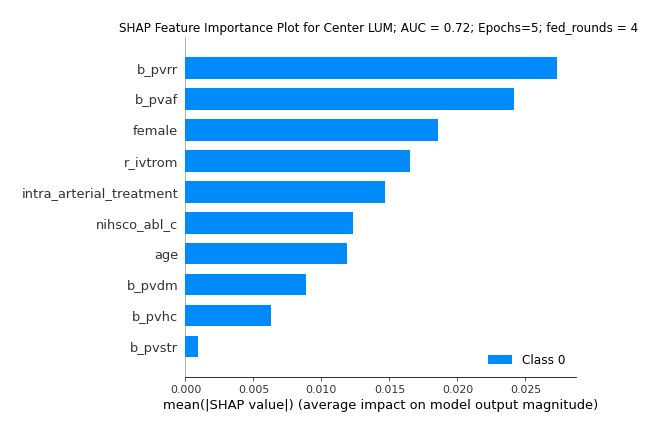 SHAP Feature Importance Plot for Center LUM; AUC = 0.72; Epochs=5; fed_rounds = 4
b_pvrr
b_pvaf
female
r_ivtrom
intra_arterial_treatment
nihsco_abl_c
age
b_pvdm
b_pvhc
b_pvstr
Class 0
0.000 0.005 0.010 0.015 0.020 0.025
mean(|SHAP value|) (average impact on model output magnitude)